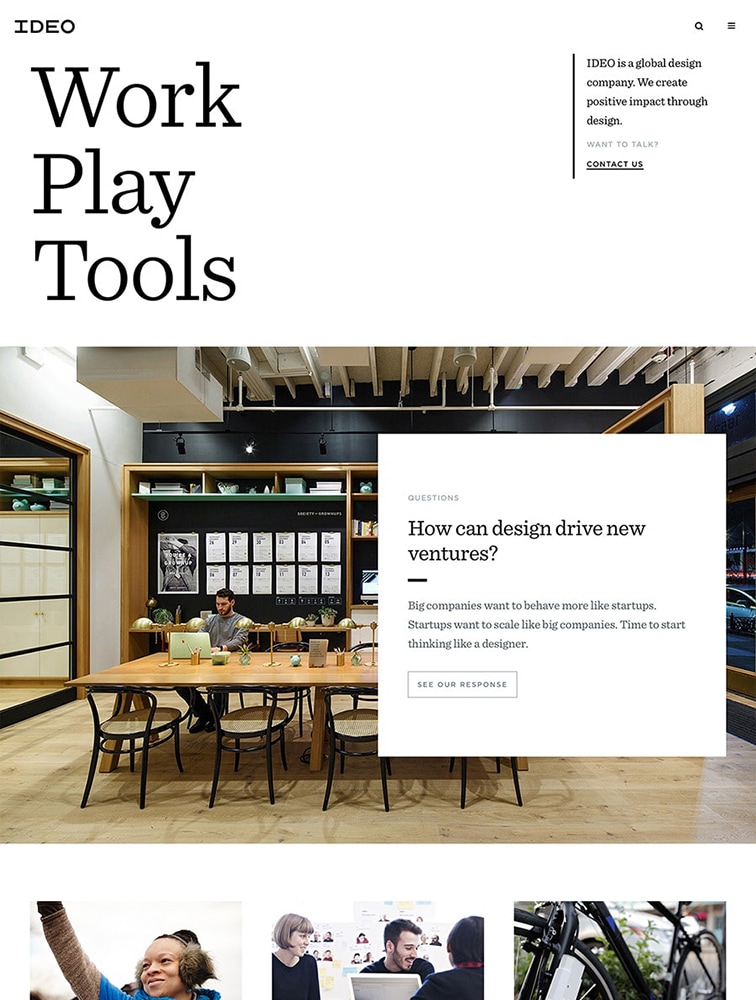 IDEO
Work
Play
Tools
IDEO is a global design
company. We create
positive impact through
design.
WANT TO TALK?
CONTACT US
SOCIETY OF GROWNUPS
QUESTIONS
How can design drive new
ventures?
Big companies want to behave more like startups.
Startups want to scale like big companies. Time to start
thinking like a designer.
SEE OUR RESPONSE